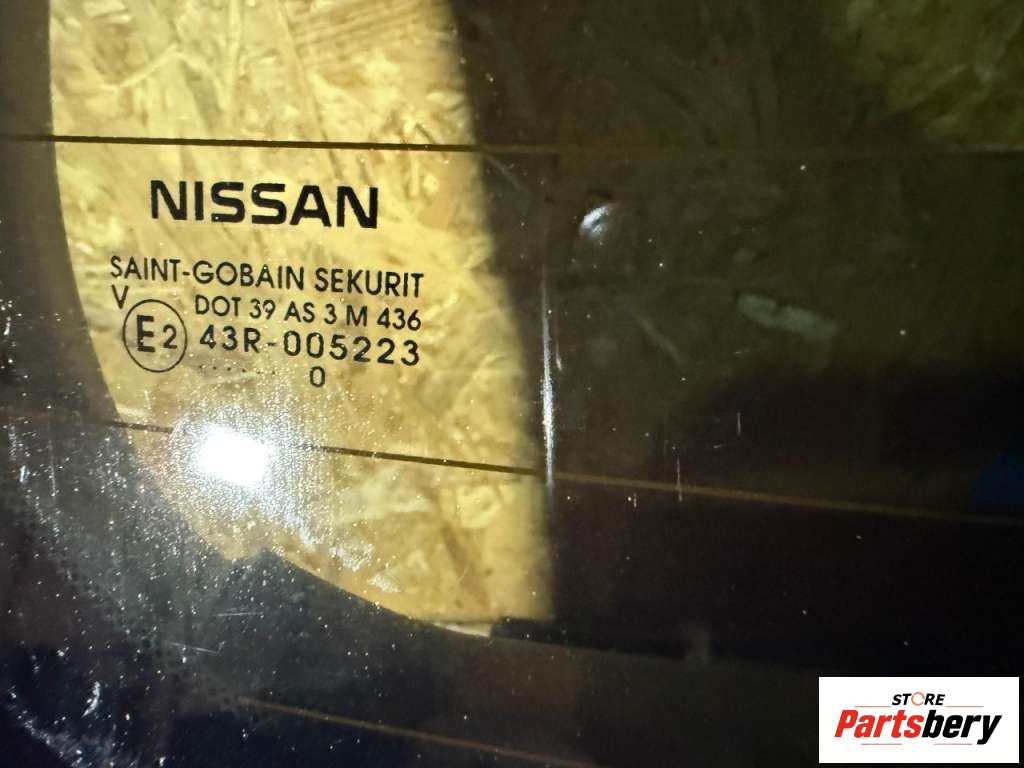 NISSAN
SAINT-GOBAIN SEKURIT
V
DOT 39 AS 3 M 436
E2 43R-005223
....... 0
STORE
Partsbery